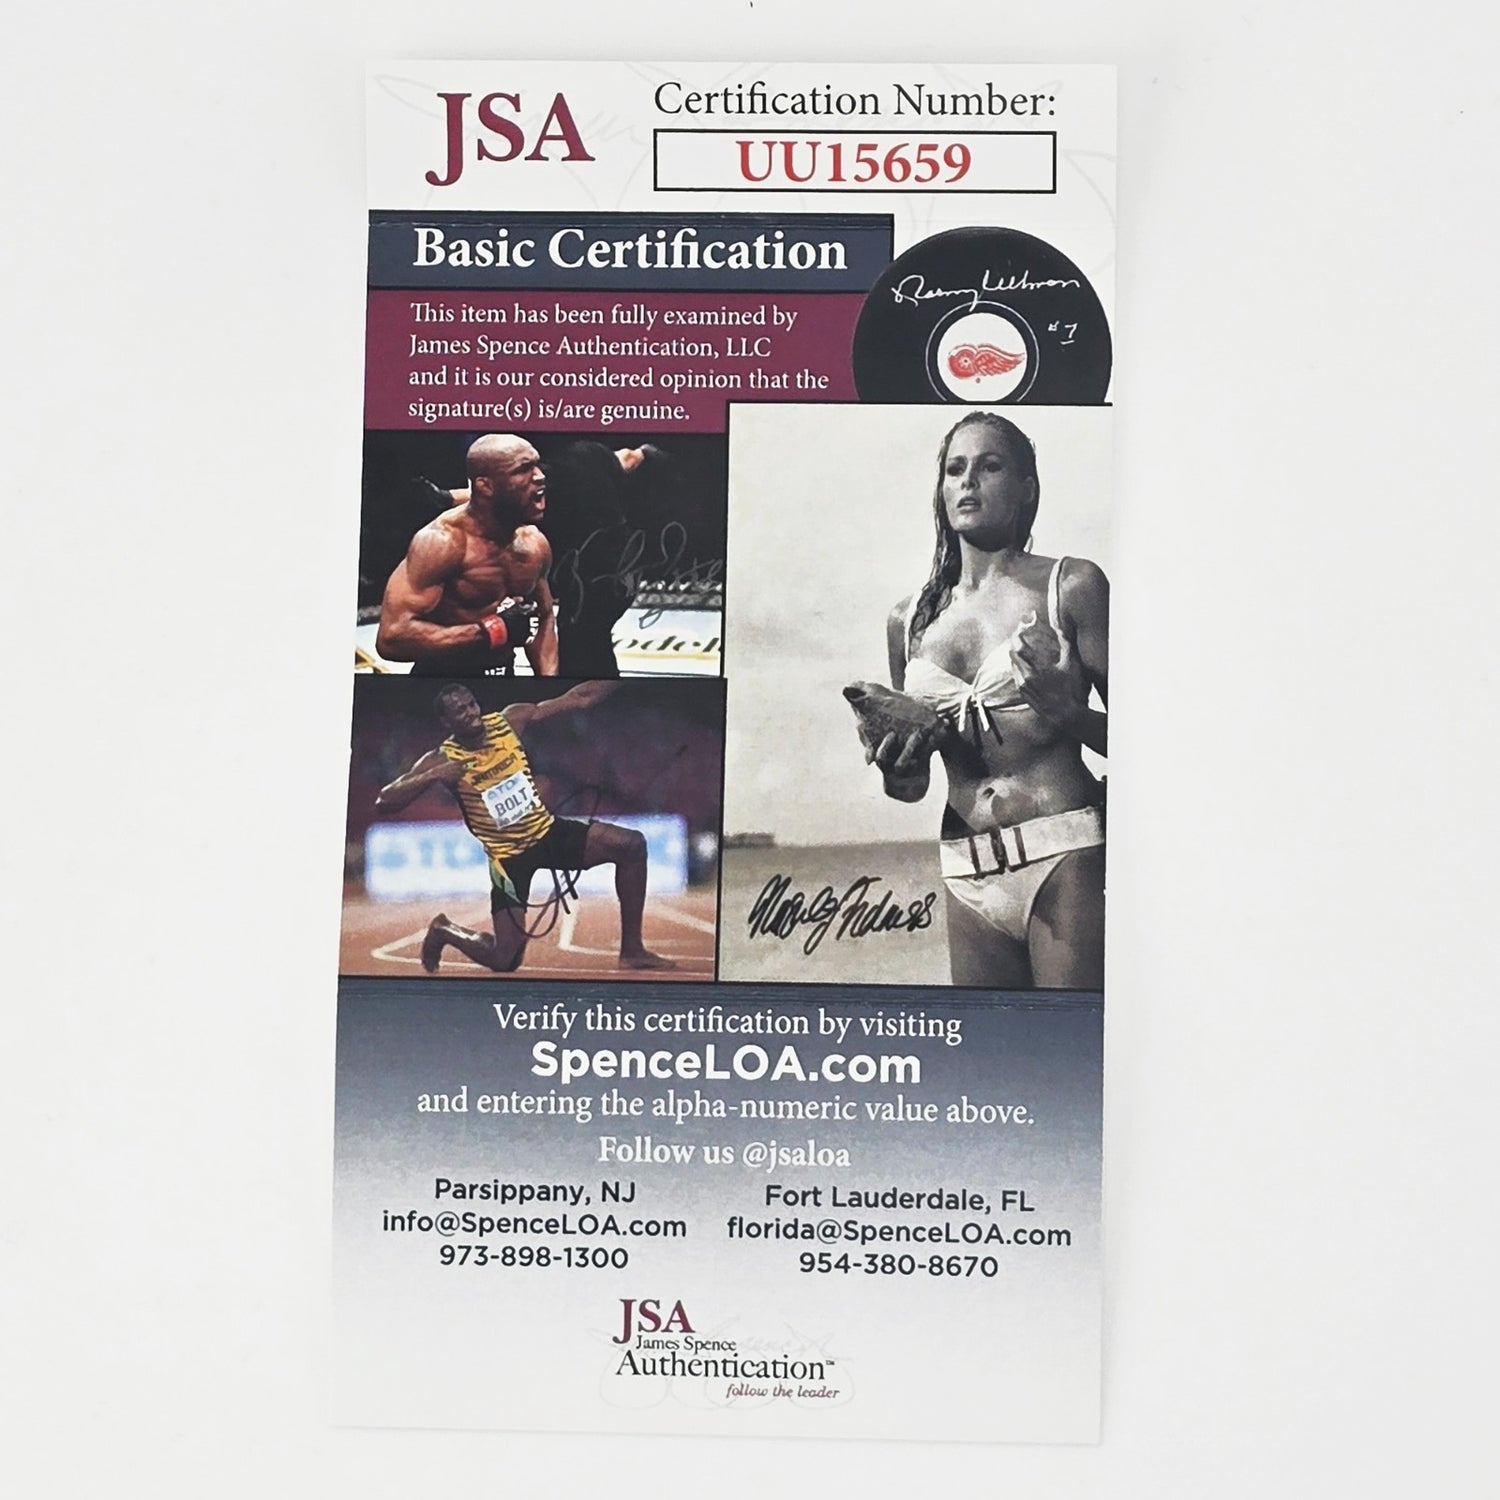 JSA
Certification Number:
UU15659
Basic Certification
This item has been fully examined by
James Spence Authentication, LLC
and it is our considered opinion that the
signature(s) is/are genuine.
#7
JAMAICA
BOLT
Verify this certification by visiting
SpenceLOA.com
and entering the alpha-numeric value above.
Follow us @jsaloa
Parsippany, NJ
info@SpenceLOA.com
973-898-1300
Fort Lauderdale, FL
florida@SpenceLOA.com
954-380-8670
JSA
James Spence
Authentication™
follow the leader